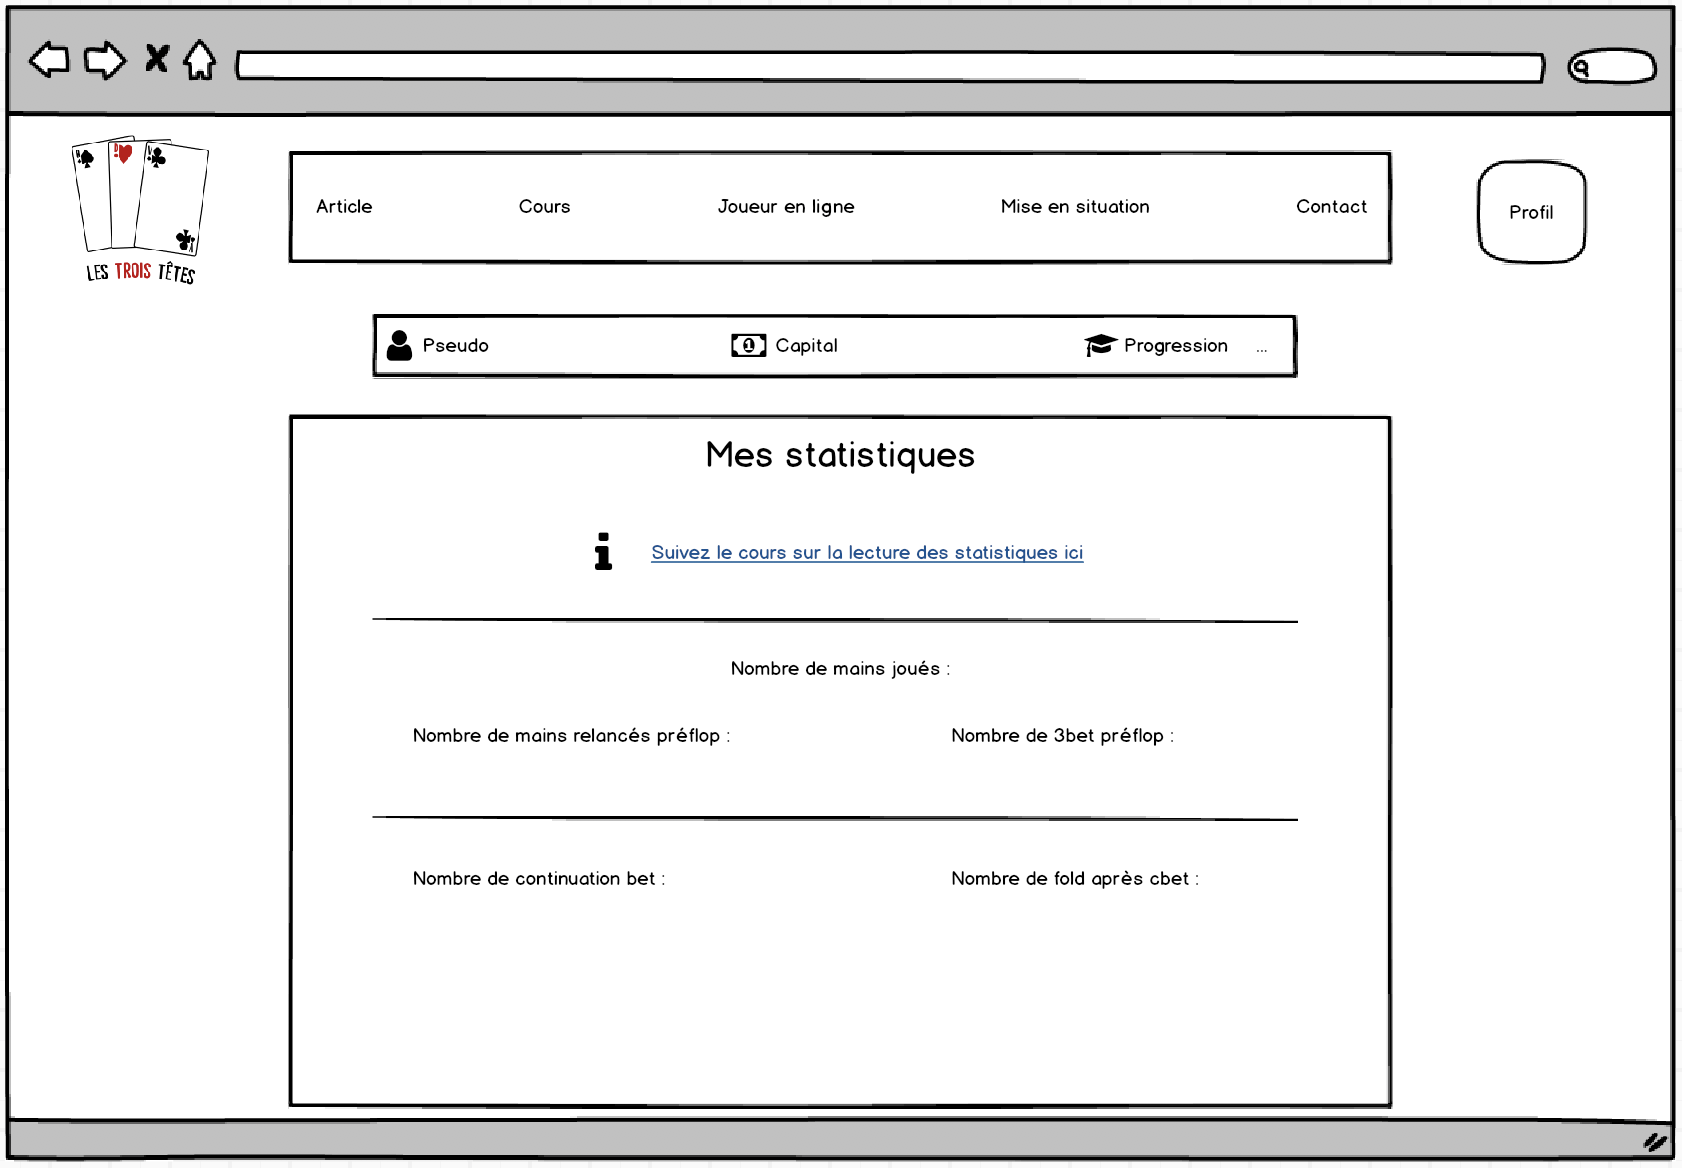 LES TROIS TÊTES
Article Cours Joueur en ligne Mise en situation Contact
Profil
Pseudo Capital Progression ...
Mes statistiques
Suivez le cours sur la lecture des statistiques ici
Nombre de mains joués :
Nombre de mains relancés préflop : Nombre de 3bet préflop :
Nombre de continuation bet : Nombre de fold après cbet :